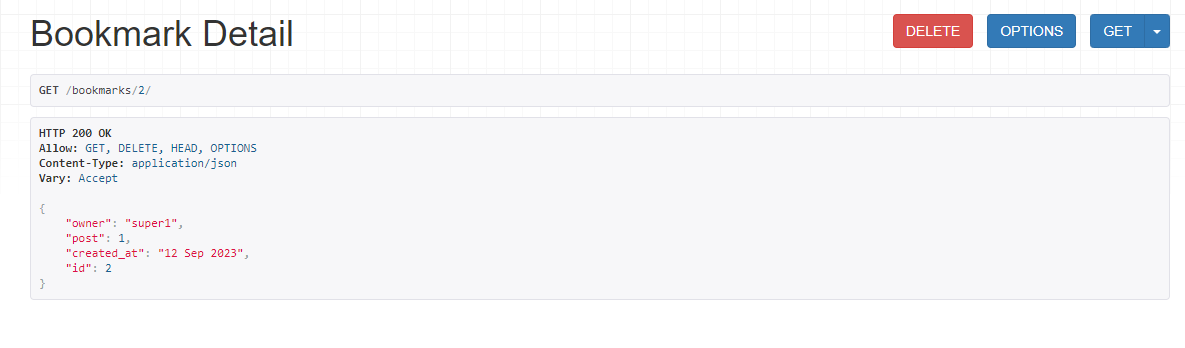 Bookmark Detail
DELETE
OPTIONS
GET
GET /bookmarks/2/
HTTP 200 OK
Allow: GET, DELETE, HEAD, OPTIONS
Content-Type: application/json
Vary: Accept
{
    "owner": "super1",
    "post": 1,
    "created_at": "12 Sep 2023",
    "id": 2
}